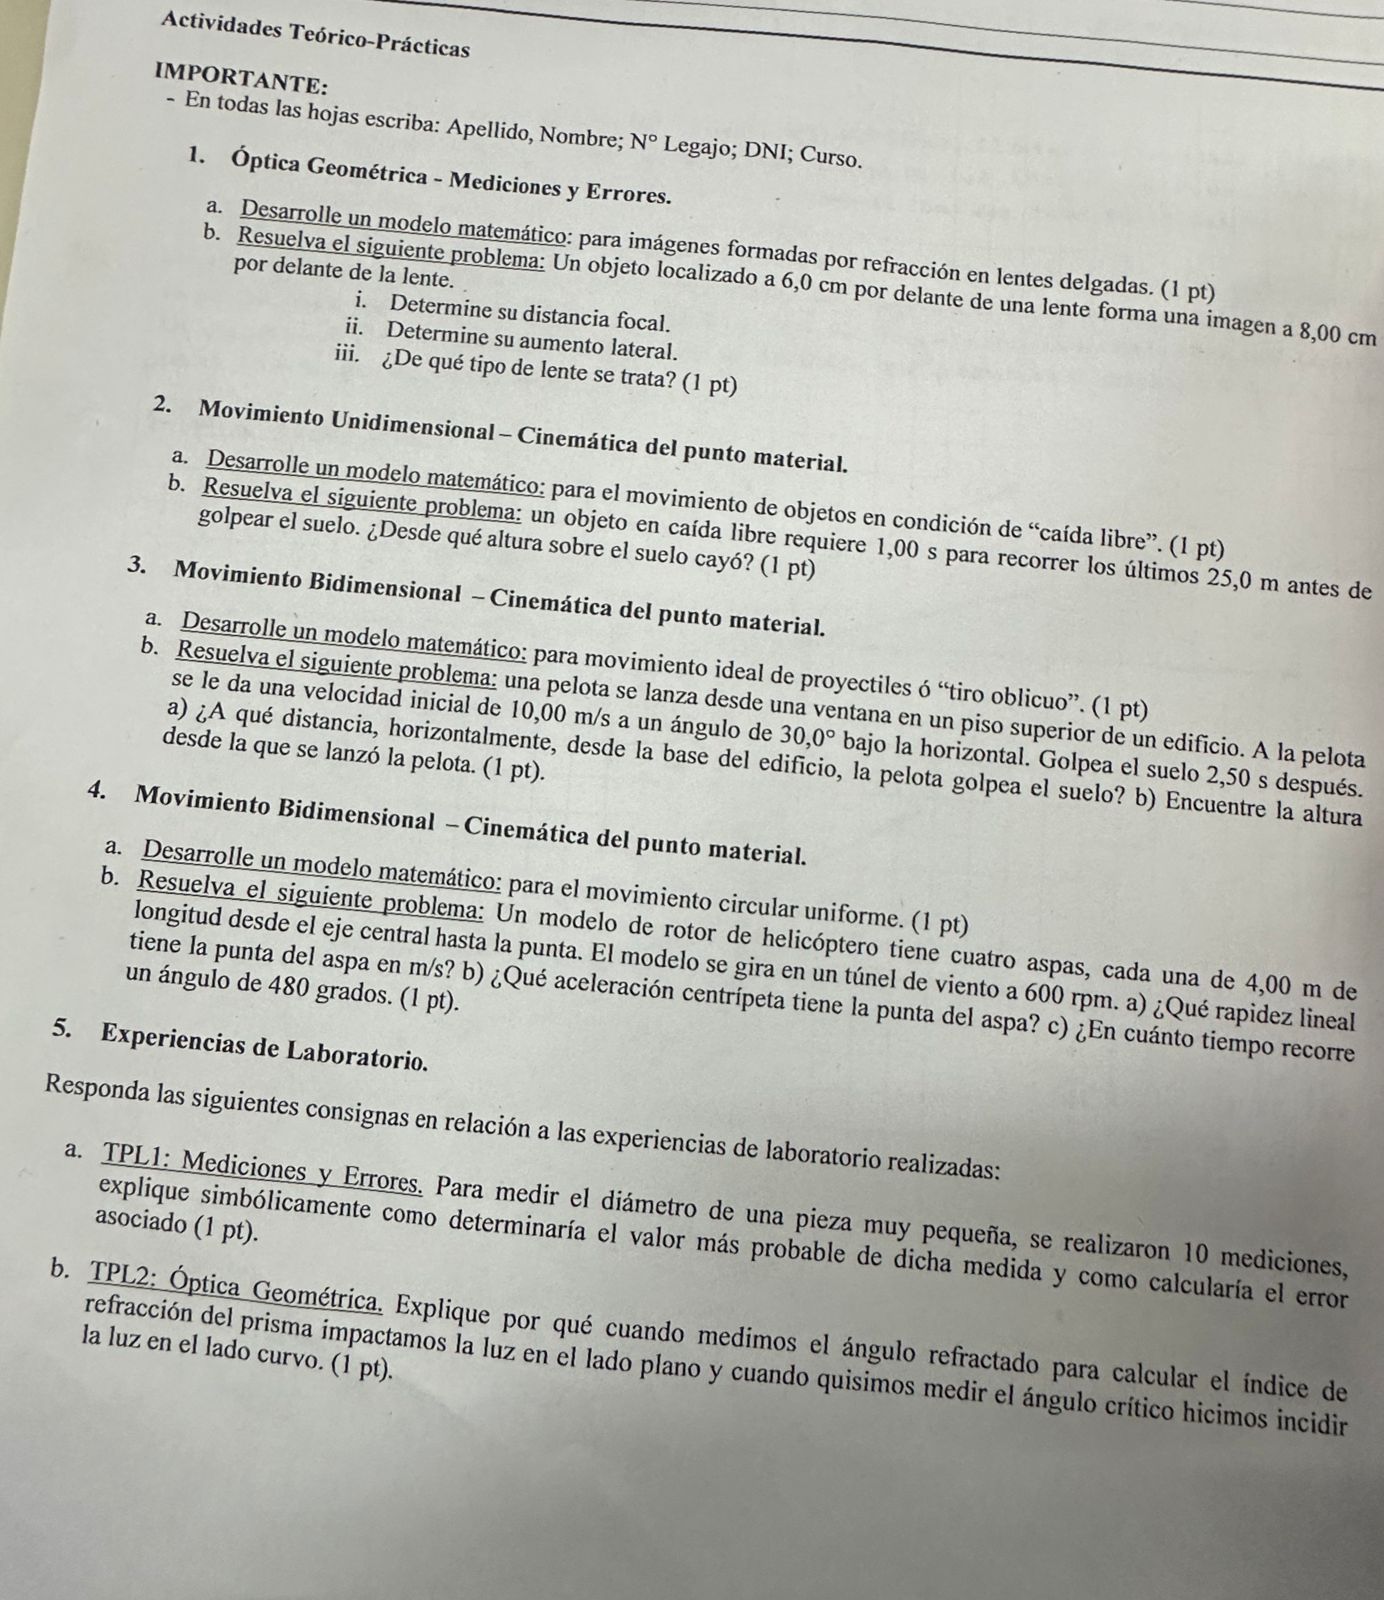 Actividades Teórico-Prácticas
IMPORTANTE:
- En todas las hojas escriba: Apellido, Nombre; N° Legajo; DNI; Curso.
1. Óptica Geométrica - Mediciones y Errores.
a. Desarrolle un modelo matemático: para imágenes formadas por refracción en lentes delgadas. (1 pt)
b. Resuelva el siguiente problema: Un objeto localizado a 6,0 cm por delante de una lente forma una imagen a 8,00 cm
por delante de la lente.
i. Determine su distancia focal.
ii. Determine su aumento lateral.
iii. ¿De qué tipo de lente se trata? (1 pt)
2. Movimiento Unidimensional – Cinemática del punto material.
a. Desarrolle un modelo matemático: para el movimiento de objetos en condición de “caída libre”. (1 pt)
b. Resuelva el siguiente problema: un objeto en caída libre requiere 1,00 s para recorrer los últimos 25,0 m antes de
golpear el suelo. ¿Desde qué altura sobre el suelo cayó? (1 pt)
3. Movimiento Bidimensional – Cinemática del punto material.
a. Desarrolle un modelo matemático: para movimiento ideal de proyectiles ó “tiro oblicuo”. (1 pt)
b. Resuelva el siguiente problema: una pelota se lanza desde una ventana en un piso superior de un edificio. A la pelota
se le da una velocidad inicial de 10,00 m/s a un ángulo de 30,0° bajo la horizontal. Golpea el suelo 2,50 s después.
a) ¿A qué distancia, horizontalmente, desde la base del edificio, la pelota golpea el suelo? b) Encuentre la altura
desde la que se lanzó la pelota. (1 pt).
4. Movimiento Bidimensional – Cinemática del punto material.
a. Desarrolle un modelo matemático: para el movimiento circular uniforme. (1 pt)
b. Resuelva el siguiente problema: Un modelo de rotor de helicóptero tiene cuatro aspas, cada una de 4,00 m de
longitud desde el eje central hasta la punta. El modelo se gira en un túnel de viento a 600 rpm. a) ¿Qué rapidez lineal
tiene la punta del aspa en m/s? b) ¿Qué aceleración centrípeta tiene la punta del aspa? c) ¿En cuánto tiempo recorre
un ángulo de 480 grados. (1 pt).
5. Experiencias de Laboratorio.
Responda las siguientes consignas en relación a las experiencias de laboratorio realizadas:
a. TPL1: Mediciones y Errores. Para medir el diámetro de una pieza muy pequeña, se realizaron 10 mediciones,
explique simbólicamente como determinaría el valor más probable de dicha medida y como calcularía el error
asociado (1 pt).
b. TPL2: Óptica Geométrica. Explique por qué cuando medimos el ángulo refractado para calcular el índice de
refracción del prisma impactamos la luz en el lado plano y cuando quisimos medir el ángulo crítico hicimos incidir
la luz en el lado curvo. (1 pt).